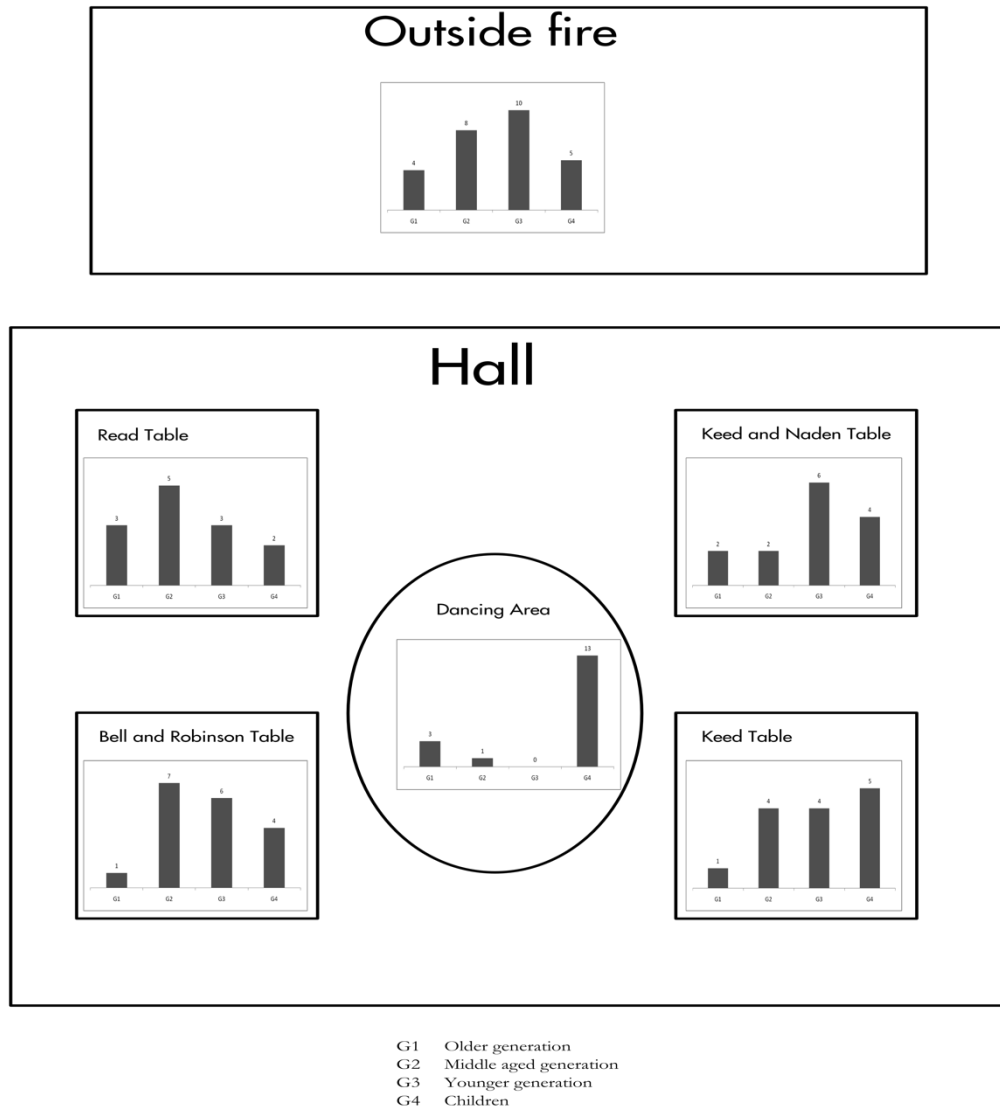 Outside fire
4
8
10
5
G1 G2 G3 G4
Hall
Read Table
3
5
3
2
G1 G2 G3 G4
Keed and Naden Table
2
2
6
4
G1 G2 G3 G4
Dancing Area
3
1
0
13
G1 G2 G3 G4
Bell and Robinson Table
1
7
6
4
G1 G2 G3 G4
Keed Table
1
4
4
5
G1 G2 G3 G4
G1 Older generation
G2 Middle aged generation
G3 Younger generation
G4 Children